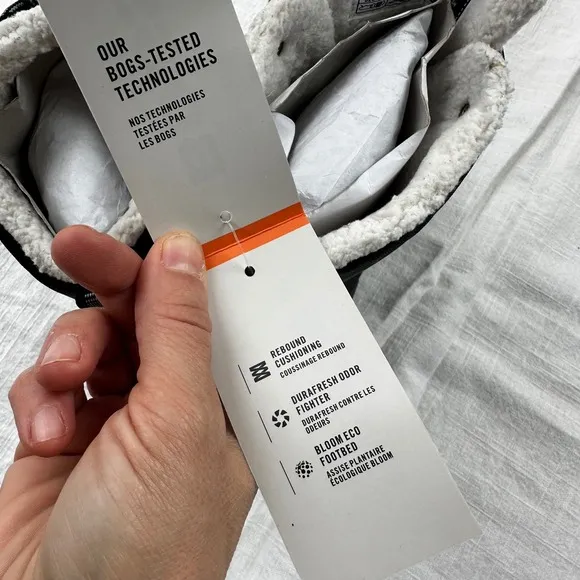 OUR
BOGS-TESTED
TECHNOLOGIES
NOS TECHNOLOGIES
TESTÉES PAR
LES BOGS
REBOUND
CUSHIONING
COUSSINAGE REBOUND
DURAFRESH ODOR
FIGHTER
DURAFRESH CONTRE LES
ODEURS
BLOOM ECO
FOOTBED
ASSISE PLANTAIRE
ÉCOLOGIQUE BLOOM